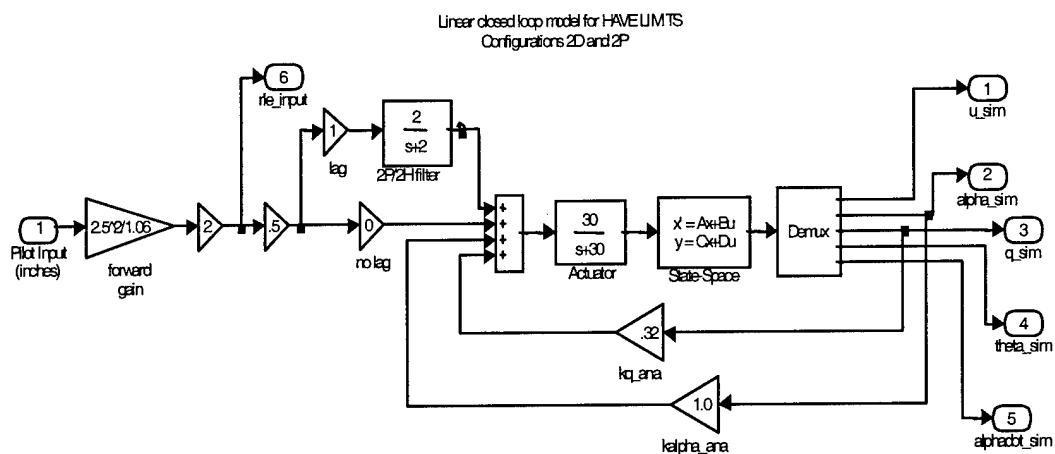 Linear closed loop model for HAVE LIMITS
Configurations 2D and 2P
6
rle_input
1
u_sim
1
lag
2
s+2
2P/2H filter
2
alpha_sim
1
Pilot Input
(inches)
2.5*2/1.06
forward
gain
2
.5
0
no lag
+
+
+
+
30
s+30
Actuator
x' = Ax+Bu
y = Cx+Du
State-Space
Demux
3
q_sim
.32
kq_ana
4
theta_sim
1.0
kalpha_ana
5
alphadot_sim